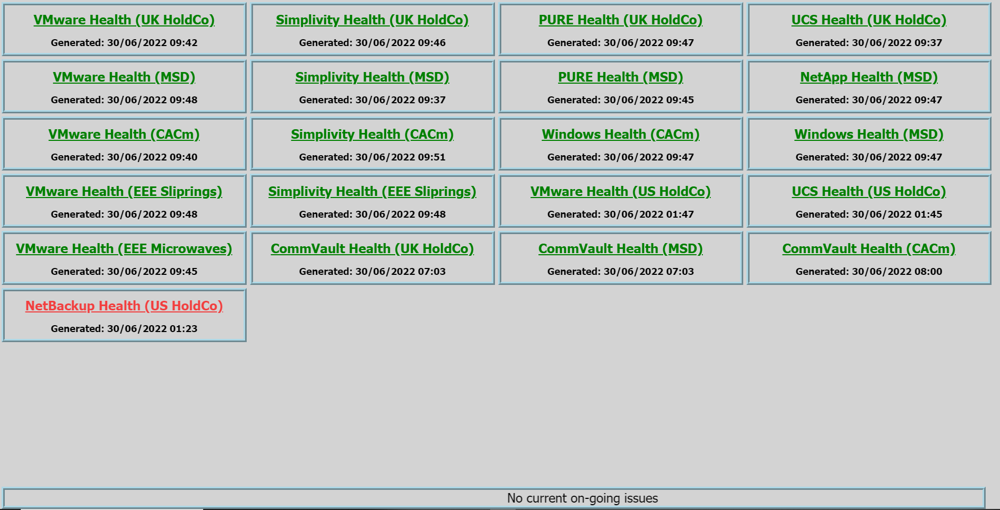 VMware Health (UK HoldCo)
Generated: 30/06/2022 09:42
Simplivity Health (UK HoldCo)
Generated: 30/06/2022 09:46
PURE Health (UK HoldCo)
Generated: 30/06/2022 09:47
UCS Health (UK HoldCo)
Generated: 30/06/2022 09:37
VMware Health (MSD)
Generated: 30/06/2022 09:48
Simplivity Health (MSD)
Generated: 30/06/2022 09:37
PURE Health (MSD)
Generated: 30/06/2022 09:45
NetApp Health (MSD)
Generated: 30/06/2022 09:47
VMware Health (CACm)
Generated: 30/06/2022 09:40
Simplivity Health (CACm)
Generated: 30/06/2022 09:51
Windows Health (CACm)
Generated: 30/06/2022 09:47
Windows Health (MSD)
Generated: 30/06/2022 09:47
VMware Health (EEE Sliprings)
Generated: 30/06/2022 09:48
Simplivity Health (EEE Sliprings)
Generated: 30/06/2022 09:48
VMware Health (US HoldCo)
Generated: 30/06/2022 01:47
UCS Health (US HoldCo)
Generated: 30/06/2022 01:45
VMware Health (EEE Microwaves)
Generated: 30/06/2022 09:45
CommVault Health (UK HoldCo)
Generated: 30/06/2022 07:03
CommVault Health (MSD)
Generated: 30/06/2022 07:03
CommVault Health (CACm)
Generated: 30/06/2022 08:00
NetBackup Health (US HoldCo)
Generated: 30/06/2022 01:23
No current on-going issues